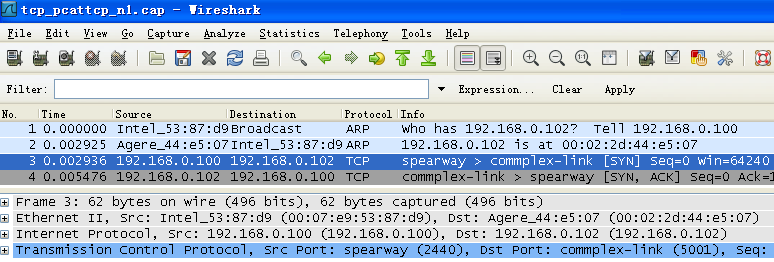 tcp_pcattcp_n1.cap - Wireshark
File Edit View Go Capture Analyze Statistics Telephony Tools Help
Filter: Expression... Clear Apply
No. Time Source Destination Protocol Info
1 0.000000 Intel_53:87:d9 Broadcast ARP Who has 192.168.0.102? Tell 192.168.0.100
2 0.002925 Agere_44:e5:07 Intel_53:87:d9 ARP 192.168.0.102 is at 00:02:2d:44:e5:07
3 0.002936 192.168.0.100 192.168.0.102 TCP spearway > commplex-link [SYN] Seq=0 Win=64240
4 0.005476 192.168.0.102 192.168.0.100 TCP commplex-link > spearway [SYN, ACK] Seq=0 Ack=1
Frame 3: 62 bytes on wire (496 bits), 62 bytes captured (496 bits)
Ethernet II, Src: Intel_53:87:d9 (00:07:e9:53:87:d9), Dst: Agere_44:e5:07 (00:02:2d:44:e5:07)
Internet Protocol, Src: 192.168.0.100 (192.168.0.100), Dst: 192.168.0.102 (192.168.0.102)
Transmission Control Protocol, Src Port: spearway (2440), Dst Port: commplex-link (5001), Seq: